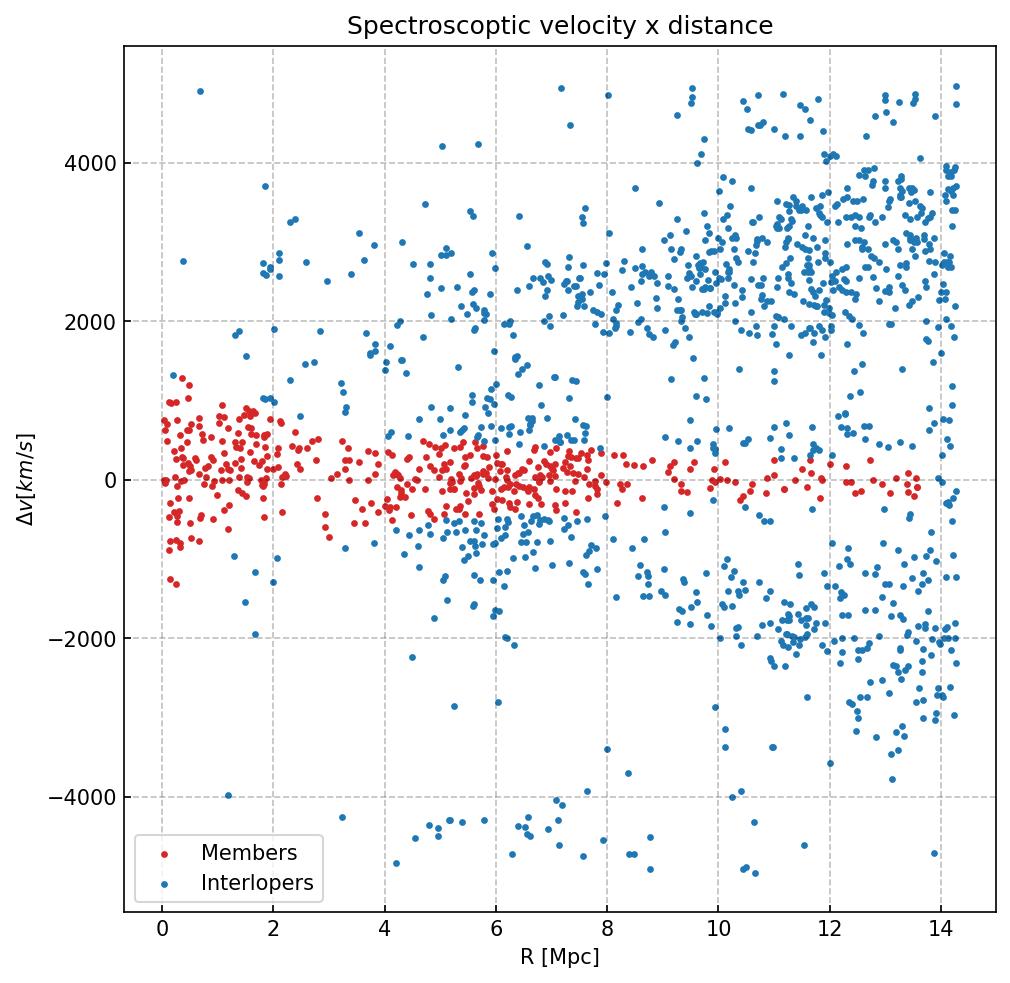 Spectroscoptic velocity x distance
4000
2000
0
−2000
−4000
Δv[km/s]
Members
Interlopers
0 2 4 6 8 10 12 14
R [Mpc]